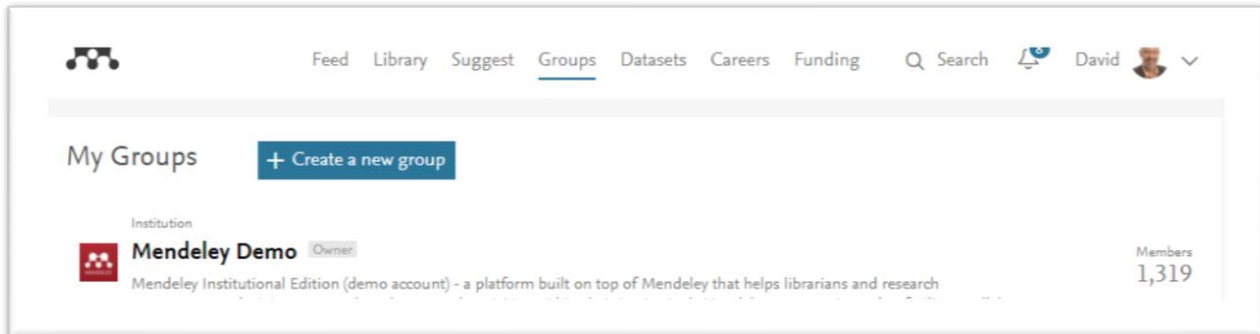 Feed Library Suggest Groups Datasets Careers Funding Search 8 David
My Groups + Create a new group
Institution
Mendeley Demo Owner
Members
1,319
Mendeley Institutional Edition (demo account) - a platform built on top of Mendeley that helps librarians and research